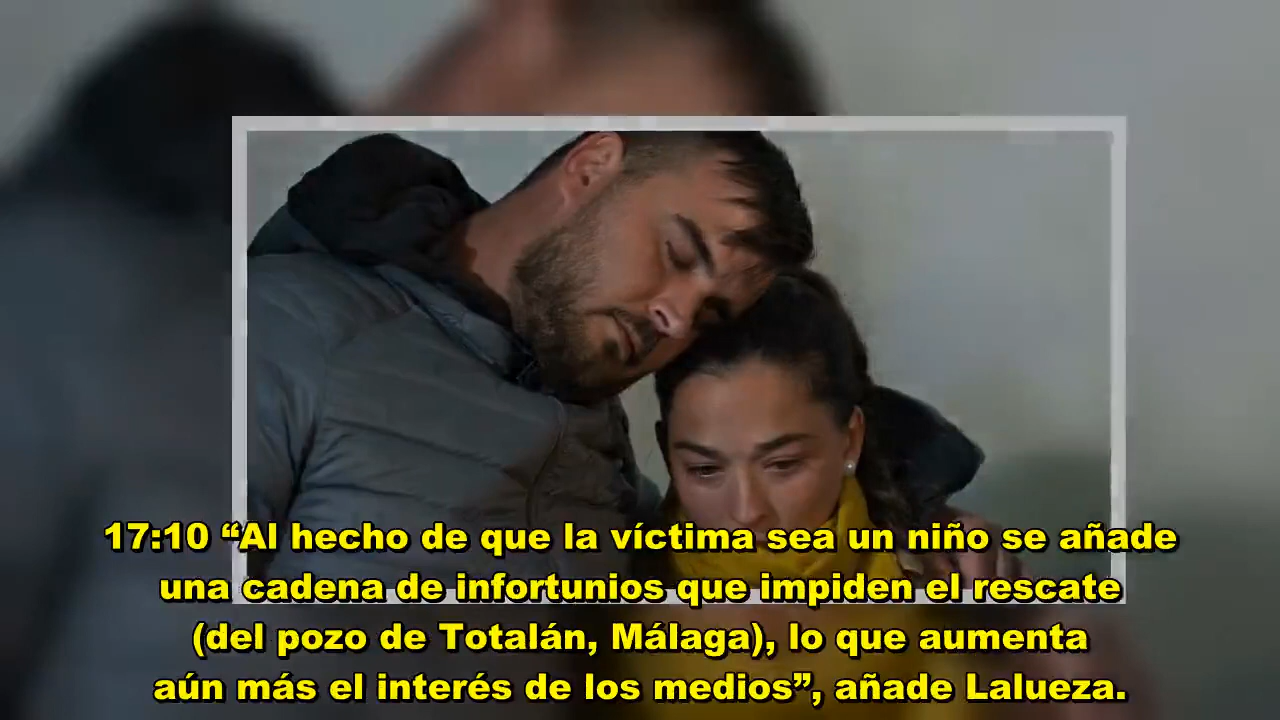 17:10 “Al hecho de que la víctima sea un niño se añade
una cadena de infortunios que impiden el rescate
(del pozo de Totalán, Málaga), lo que aumenta
aún más el interés de los medios”, añade Lalueza.